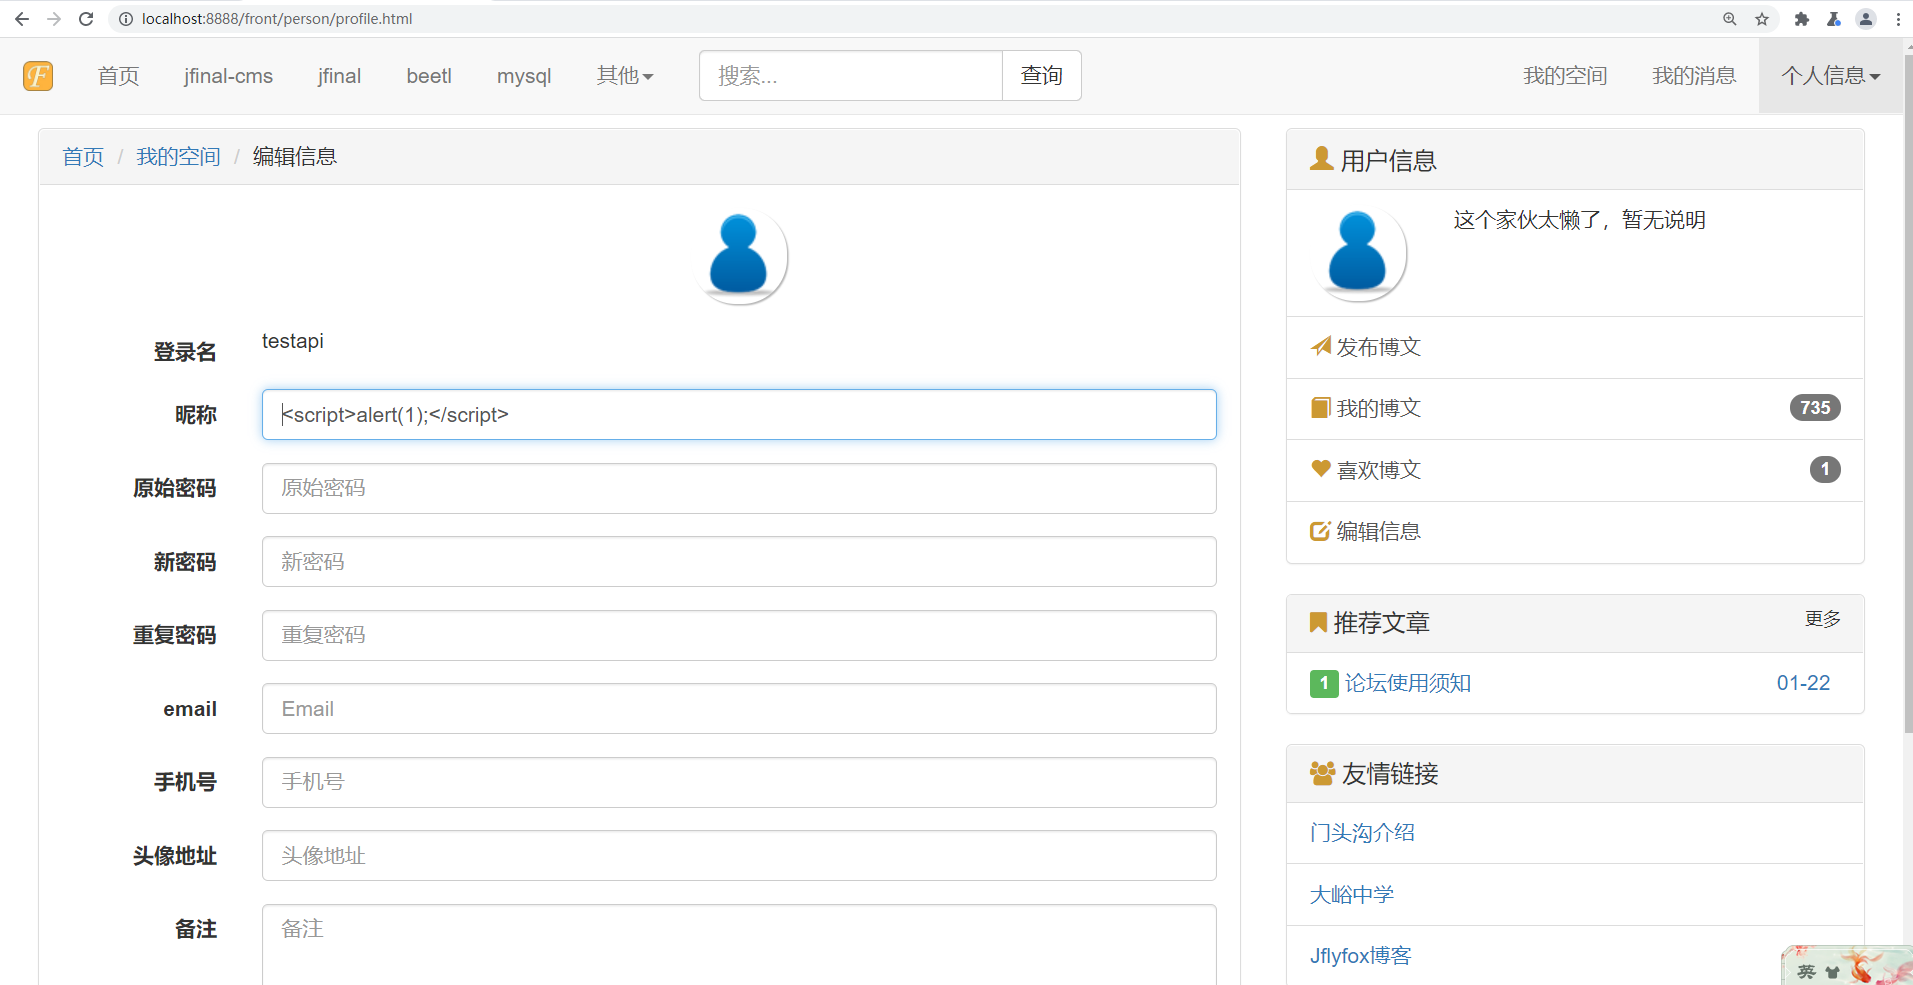 localhost:8888/front/person/profile.html
F 首页 jfinal-cms jfinal beetl mysql 其他 搜索... 查询 我的空间 我的消息 个人信息
首页 / 我的空间 / 编辑信息
登录名 testapi
昵称 <script>alert(1);</script>
原始密码 原始密码
新密码 新密码
重复密码 重复密码
email Email
手机号 手机号
头像地址 头像地址
备注 备注
用户信息
这个家伙太懒了，暂无说明
发布博文
我的博文 735
喜欢博文 1
编辑信息
推荐文章 更多
1 论坛使用须知 01-22
友情链接
门头沟介绍
大峪中学
Jflyfox博客
英